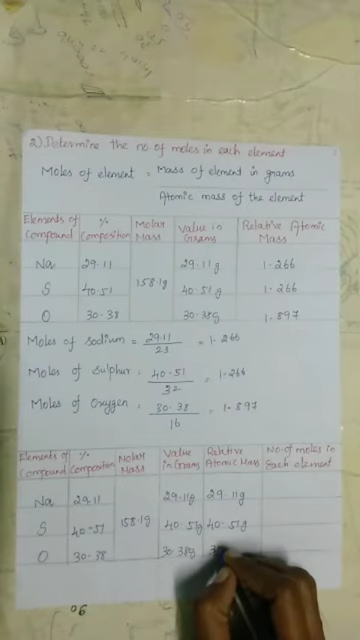 2) Determine the no. of moles in each element
Moles of element = Mass of element in grams
Atomic mass of the element
Elements of Compound % Composition Molar Mass Value in Grams Relative Atomic Mass
Na 29.11 158.1g 29.11g 1.266
S 40.51 40.51g 1.266
O 30.38 30.38g 1.897
Moles of Sodium = 29.11/23 = 1.266
Moles of Sulphur = 40.51/32 = 1.266
Moles of Oxygen = 30.38/16 = 1.897
Elements of Compound % Composition Molar Mass Value in Grams Relative Atomic Mass No. of moles in each element
Na 29.11 158.1g 29.11g 29.11g
S 40.51 40.51g 40.51g
O 30.38 30.38g